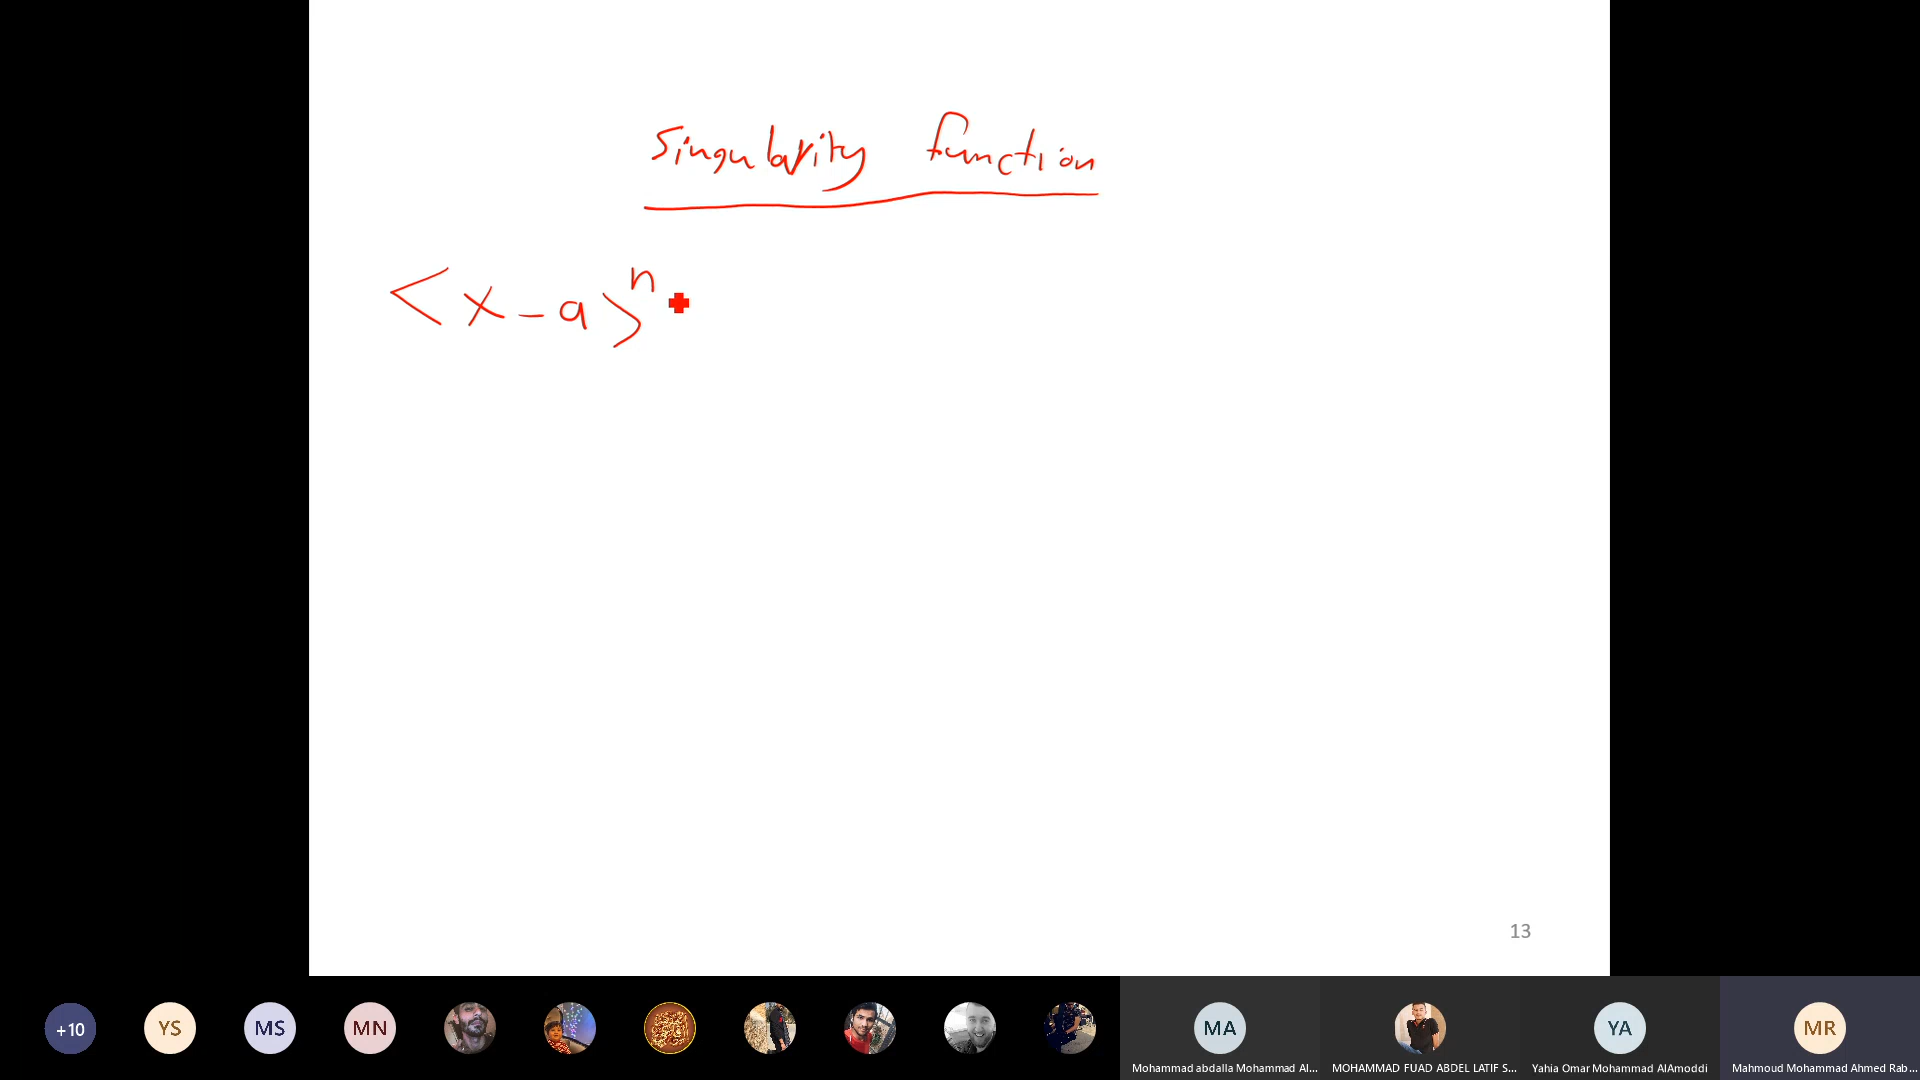 Singularity function
< x - a >ⁿ
13
+10 YS MS MN MA YA MR
Mohammad abdalla Mohammad Al... MOHAMMAD FUAD ABDEL LATIF S... Yahia Omar Mohammad AlAmoddi Mahmoud Mohammad Ahmed Rab...